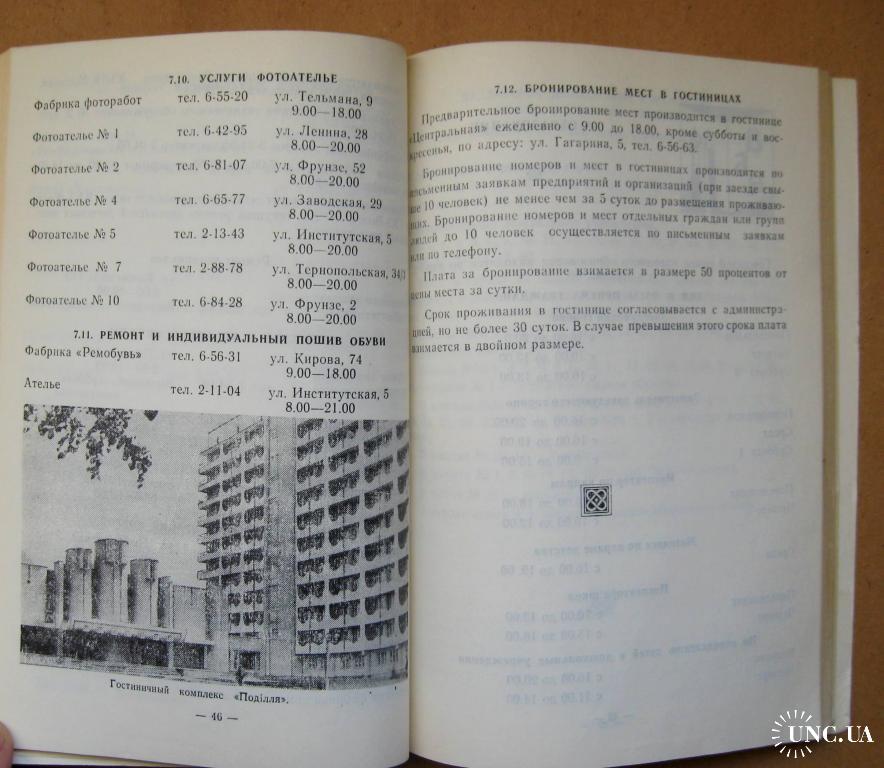 7.10. УСЛУГИ ФОТОАТЕЛЬЕ
Фабрика фоторабот тел. 6-55-20 ул. Тельмана, 9
9.00—18.00
Фотоателье № 1 тел. 6-42-95 ул. Ленина, 28
8.00—20.00
Фотоателье № 2 тел. 6-81-07 ул. Фрунзе, 52
8.00—20.00
Фотоателье № 4 тел. 6-65-77 ул. Заводская, 29
8.00—20.00
Фотоателье № 5 тел. 2-13-43 ул. Институтская, 5
8.00—20.00
Фотоателье № 7 тел. 2-88-78 ул. Тернопольская,
8.00—20.00
Фотоателье № 10 тел. 6-84-28 ул. Фрунзе, 2
8.00—20.00
7.11. РЕМОНТ И ИНДИВИДУАЛЬНЫЙ ПОШИВ ОБУВИ
Фабрика «Ремобувь» тел. 6-56-31 ул. Кирова, 74
9.00—18.00
Ателье тел. 2-11-04 ул. Институтская, 5
8.00—21.00
Гостиничный комплекс «Поділля».
— 46 —
7.12. БРОНИРОВАНИЕ МЕСТ В ГОСТИНИЦАХ
Предварительное бронирование мест производится в гостинице
«Центральная» ежедневно с 9.00 до 18.00, кроме субботы и вос-
кресенья, по адресу: ул. Гагарина, 5, тел. 6-56-63.
Бронирование номеров и мест в гостиницах производится по
письменным заявкам предприятий и организаций (при заезде свы-
ше 10 человек) не менее чем за 5 суток до размещения проживаю-
щих. Бронирование номеров и мест отдельных граждан или групп
людей до 10 человек осуществляется по письменным заявкам
или по телефону.
Плата за бронирование взимается в размере 50 процентов от
цены места за сутки.
Срок проживания в гостинице согласовывается с администра-
цией, но не более 30 суток. В случае превышения этого срока плата
взимается в двойном размере.
UNC.UA